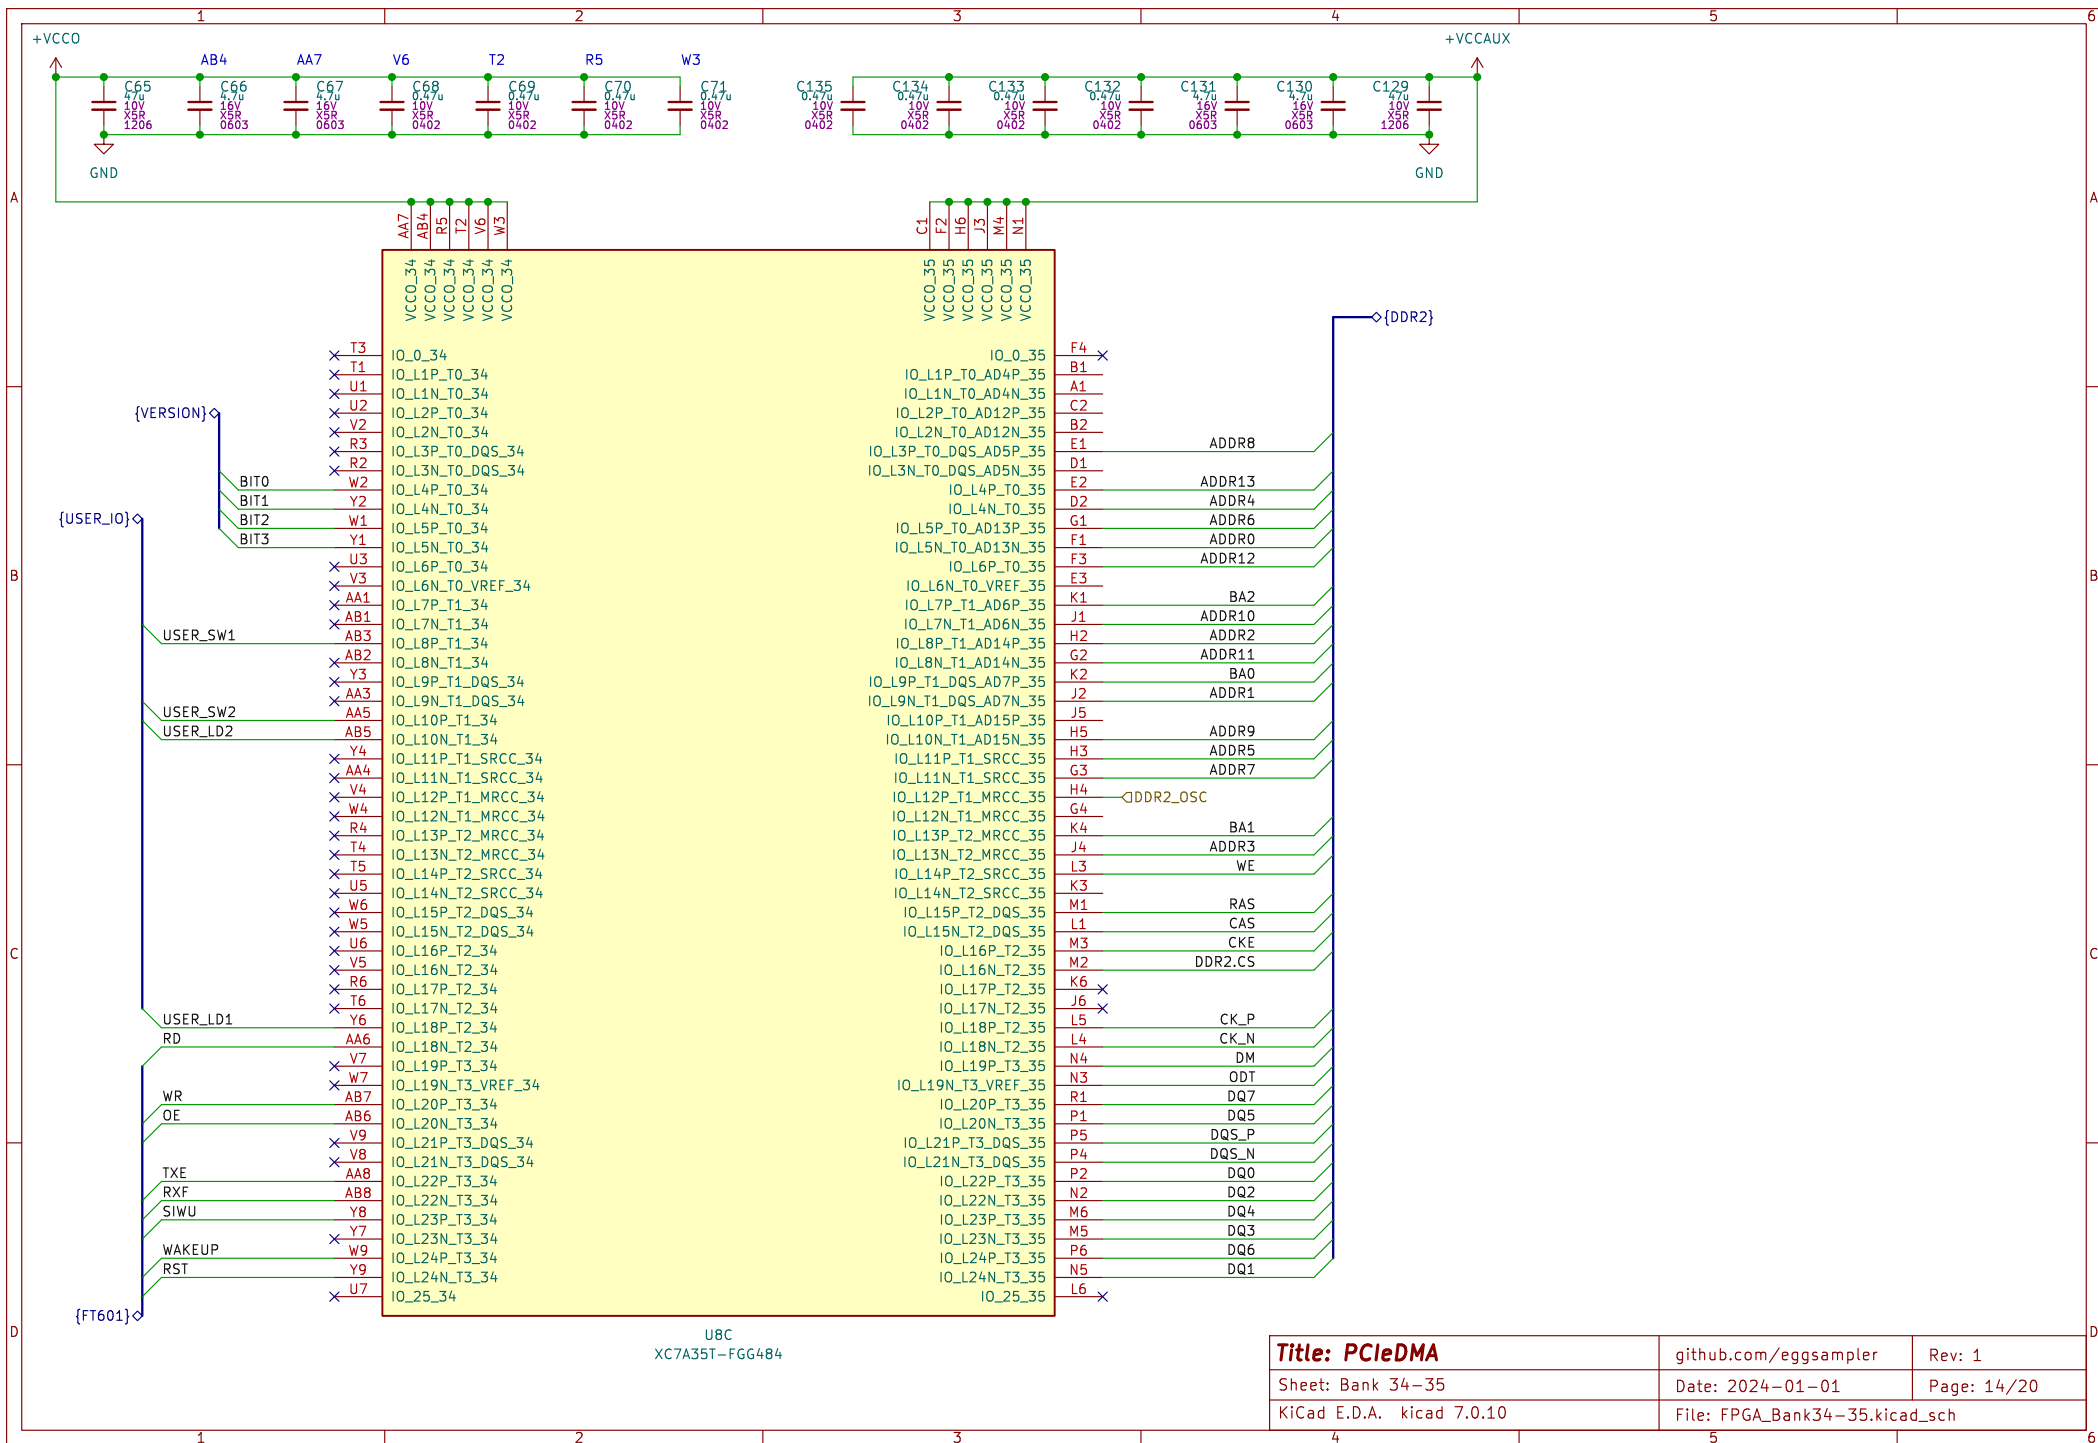 1 2 3 4 5 6
+VCCO +VCCAUX
AB4 AA7 V6 T2 R5 W3
C65 C66 C67 C68 C69 C70 C71 C135 C134 C133 C132 C131 C130 C129
47u 4.7u 4.7u 0.47u 0.47u 0.47u 0.47u 0.47u 0.47u 0.47u 0.47u 4.7u 4.7u 47u
10V 16V 16V 10V 10V 10V 10V 10V 10V 10V 10V 16V 16V 10V
X5R X5R X5R X5R X5R X5R X5R X5R X5R X5R X5R X5R X5R X5R
1206 0603 0603 0402 0402 0402 0402 0402 0402 0402 0402 0603 0603 1206
GND GND
A A
AA7 AB4 R5 T2 V6 W3 C1 F2 H6 J3 M4 N1
VCCO_34 VCCO_34 VCCO_34 VCCO_34 VCCO_34 VCCO_34 VCCO_35 VCCO_35 VCCO_35 VCCO_35 VCCO_35 VCCO_35
{DDR2}
T3 IO_0_34 IO_0_35 F4
T1 IO_L1P_T0_34 IO_L1P_T0_AD4P_35 B1
U1 IO_L1N_T0_34 IO_L1N_T0_AD4N_35 A1
{VERSION} U2 IO_L2P_T0_34 IO_L2P_T0_AD12P_35 C2
V2 IO_L2N_T0_34 IO_L2N_T0_AD12N_35 B2
R3 IO_L3P_T0_DQS_34 IO_L3P_T0_DQS_AD5P_35 E1 ADDR8
R2 IO_L3N_T0_DQS_34 IO_L3N_T0_DQS_AD5N_35 D1
BIT0 W2 IO_L4P_T0_34 IO_L4P_T0_35 E2 ADDR13
BIT1 Y2 IO_L4N_T0_34 IO_L4N_T0_35 D2 ADDR4
{USER_IO} BIT2 W1 IO_L5P_T0_34 IO_L5P_T0_AD13P_35 G1 ADDR6
BIT3 Y1 IO_L5N_T0_34 IO_L5N_T0_AD13N_35 F1 ADDR0
U3 IO_L6P_T0_34 IO_L6P_T0_35 F3 ADDR12
B B
V3 IO_L6N_T0_VREF_34 IO_L6N_T0_VREF_35 E3
AA1 IO_L7P_T1_34 IO_L7P_T1_AD6P_35 K1 BA2
AB1 IO_L7N_T1_34 IO_L7N_T1_AD6N_35 J1 ADDR10
USER_SW1 AB3 IO_L8P_T1_34 IO_L8P_T1_AD14P_35 H2 ADDR2
AB2 IO_L8N_T1_34 IO_L8N_T1_AD14N_35 G2 ADDR11
Y3 IO_L9P_T1_DQS_34 IO_L9P_T1_DQS_AD7P_35 K2 BA0
AA3 IO_L9N_T1_DQS_34 IO_L9N_T1_DQS_AD7N_35 J2 ADDR1
USER_SW2 AA5 IO_L10P_T1_34 IO_L10P_T1_AD15P_35 J5
USER_LD2 AB5 IO_L10N_T1_34 IO_L10N_T1_AD15N_35 H5 ADDR9
Y4 IO_L11P_T1_SRCC_34 IO_L11P_T1_SRCC_35 H3 ADDR5
AA4 IO_L11N_T1_SRCC_34 IO_L11N_T1_SRCC_35 G3 ADDR7
V4 IO_L12P_T1_MRCC_34 IO_L12P_T1_MRCC_35 H4 DDR2_OSC
W4 IO_L12N_T1_MRCC_34 IO_L12N_T1_MRCC_35 G4
R4 IO_L13P_T2_MRCC_34 IO_L13P_T2_MRCC_35 K4 BA1
T4 IO_L13N_T2_MRCC_34 IO_L13N_T2_MRCC_35 J4 ADDR3
T5 IO_L14P_T2_SRCC_34 IO_L14P_T2_SRCC_35 L3 WE
U5 IO_L14N_T2_SRCC_34 IO_L14N_T2_SRCC_35 K3
W6 IO_L15P_T2_DQS_34 IO_L15P_T2_DQS_35 M1 RAS
W5 IO_L15N_T2_DQS_34 IO_L15N_T2_DQS_35 L1 CAS
C C
U6 IO_L16P_T2_34 IO_L16P_T2_35 M3 CKE
V5 IO_L16N_T2_34 IO_L16N_T2_35 M2 DDR2.CS
R6 IO_L17P_T2_34 IO_L17P_T2_35 K6
T6 IO_L17N_T2_34 IO_L17N_T2_35 J6
USER_LD1 Y6 IO_L18P_T2_34 IO_L18P_T2_35 L5 CK_P
RD AA6 IO_L18N_T2_34 IO_L18N_T2_35 L4 CK_N
V7 IO_L19P_T3_34 IO_L19P_T3_35 N4 DM
W7 IO_L19N_T3_VREF_34 IO_L19N_T3_VREF_35 N3 ODT
WR AB7 IO_L20P_T3_34 IO_L20P_T3_35 R1 DQ7
OE AB6 IO_L20N_T3_34 IO_L20N_T3_35 P1 DQ5
V9 IO_L21P_T3_DQS_34 IO_L21P_T3_DQS_35 P5 DQS_P
V8 IO_L21N_T3_DQS_34 IO_L21N_T3_DQS_35 P4 DQS_N
TXE AA8 IO_L22P_T3_34 IO_L22P_T3_35 P2 DQ0
RXF AB8 IO_L22N_T3_34 IO_L22N_T3_35 N2 DQ2
SIWU Y8 IO_L23P_T3_34 IO_L23P_T3_35 M6 DQ4
Y7 IO_L23N_T3_34 IO_L23N_T3_35 M5 DQ3
WAKEUP W9 IO_L24P_T3_34 IO_L24P_T3_35 P6 DQ6
RST Y9 IO_L24N_T3_34 IO_L24N_T3_35 N5 DQ1
U7 IO_25_34 IO_25_35 L6
{FT601}
D D
U8C
XC7A35T-FGG484
Title: PCIeDMA github.com/eggsampler Rev: 1
Sheet: Bank 34-35 Date: 2024-01-01 Page: 14/20
KiCad E.D.A. kicad 7.0.10 File: FPGA_Bank34-35.kicad_sch
1 2 3 4 5 6